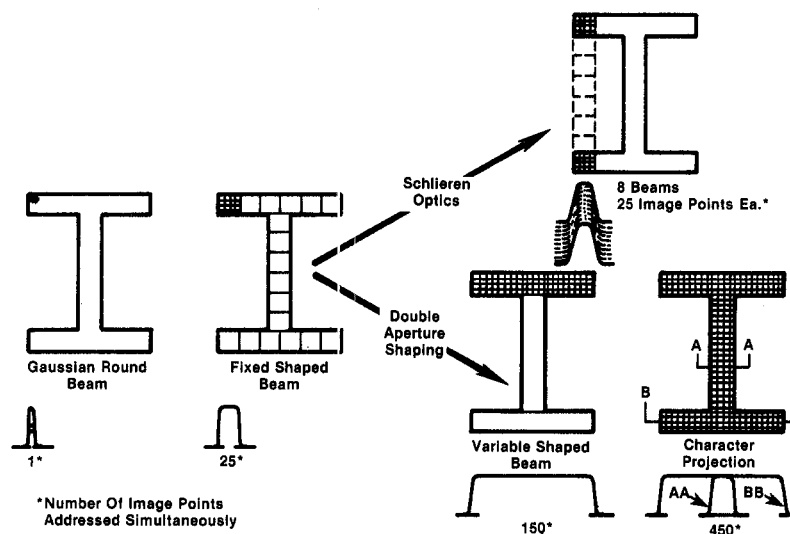 Schlieren
Optics
8 Beams
25 Image Points Ea.*
Double
Aperture
Shaping
Gaussian Round
Beam
Fixed Shaped
Beam
A
A
B
Variable Shaped
Beam
Character
Projection
1*
25*
AA
BB
150*
450*
*Number Of Image Points
Addressed Simultaneously